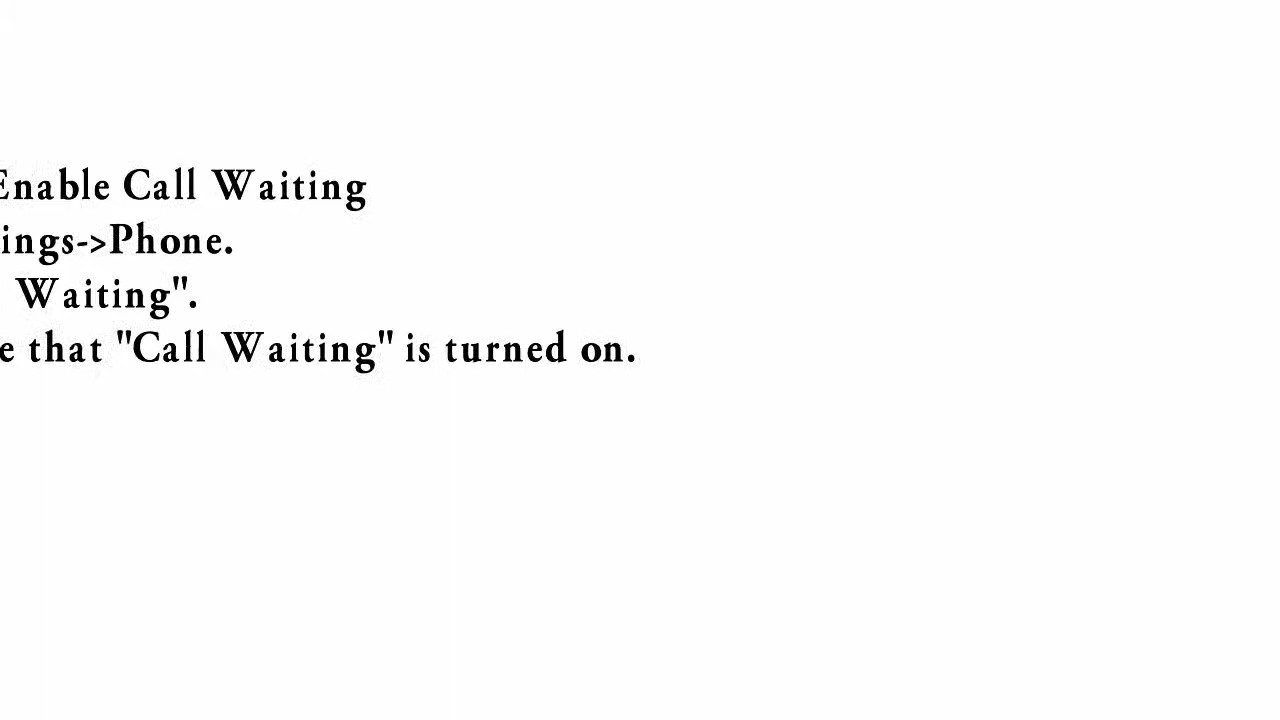 Enable Call Waiting
ings->Phone.
Waiting".
e that "Call Waiting" is turned on.